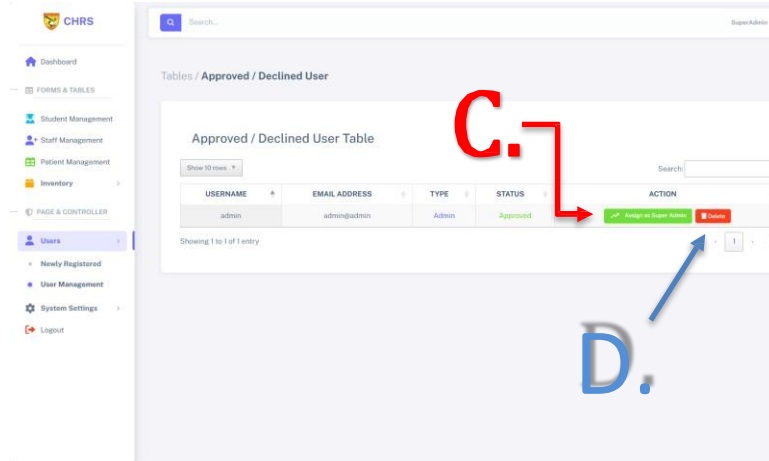 CHRS
Search...
SuperAdmin
Dashboard
Tables / Approved / Declined User
FORMS & TABLES
Student Management
Staff Management
Patient Management
Inventory
PAGE & CONTROLLER
Users
Newly Registered
User Management
System Settings
Logout
Approved / Declined User Table
C.
Show 10 rows
Search:
USERNAME EMAIL ADDRESS TYPE STATUS ACTION
admin admin@admin Admin Approved Assign as Super Admin Delete
Showing 1 to 1 of 1 entry
1
D.